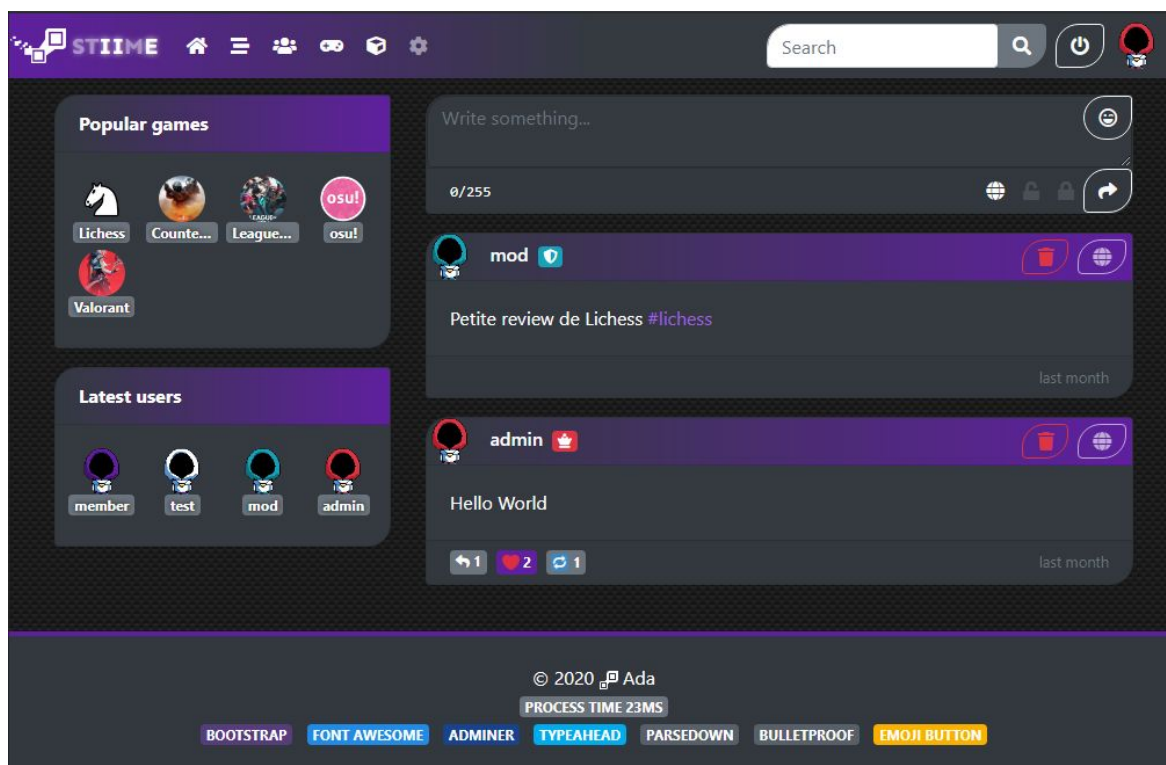 STIIME
Search
Popular games
Lichess Counte... League... osu!
osu!
Valorant
Latest users
member test mod admin
Write something...
0/255
mod
Petite review de Lichess #lichess
last month
admin
Hello World
1 2 1
last month
© 2020 Ada
PROCESS TIME 23MS
BOOTSTRAP FONT AWESOME ADMINER TYPEAHEAD PARSEDOWN BULLETPROOF EMOJI BUTTON